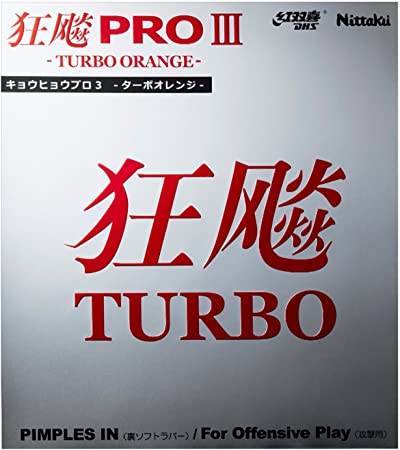 狂飈 PRO III
紅双喜 DHS Nittaku
- TURBO ORANGE -
キョウヒョウプロ3 -ターボオレンジ-
狂飈
TURBO
PIMPLES IN (裏ソフトラバー) / For Offensive Play (攻撃用)